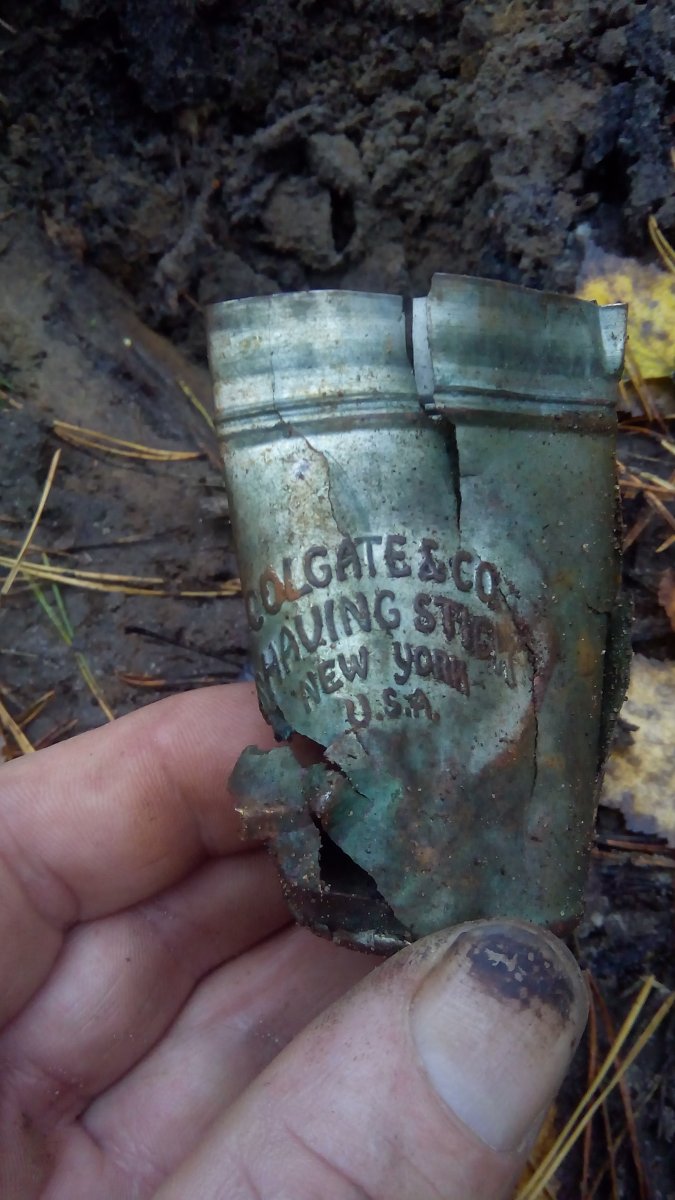 COLGATE & CO.
SHAVING STICK
NEW YORK
U.S.A.